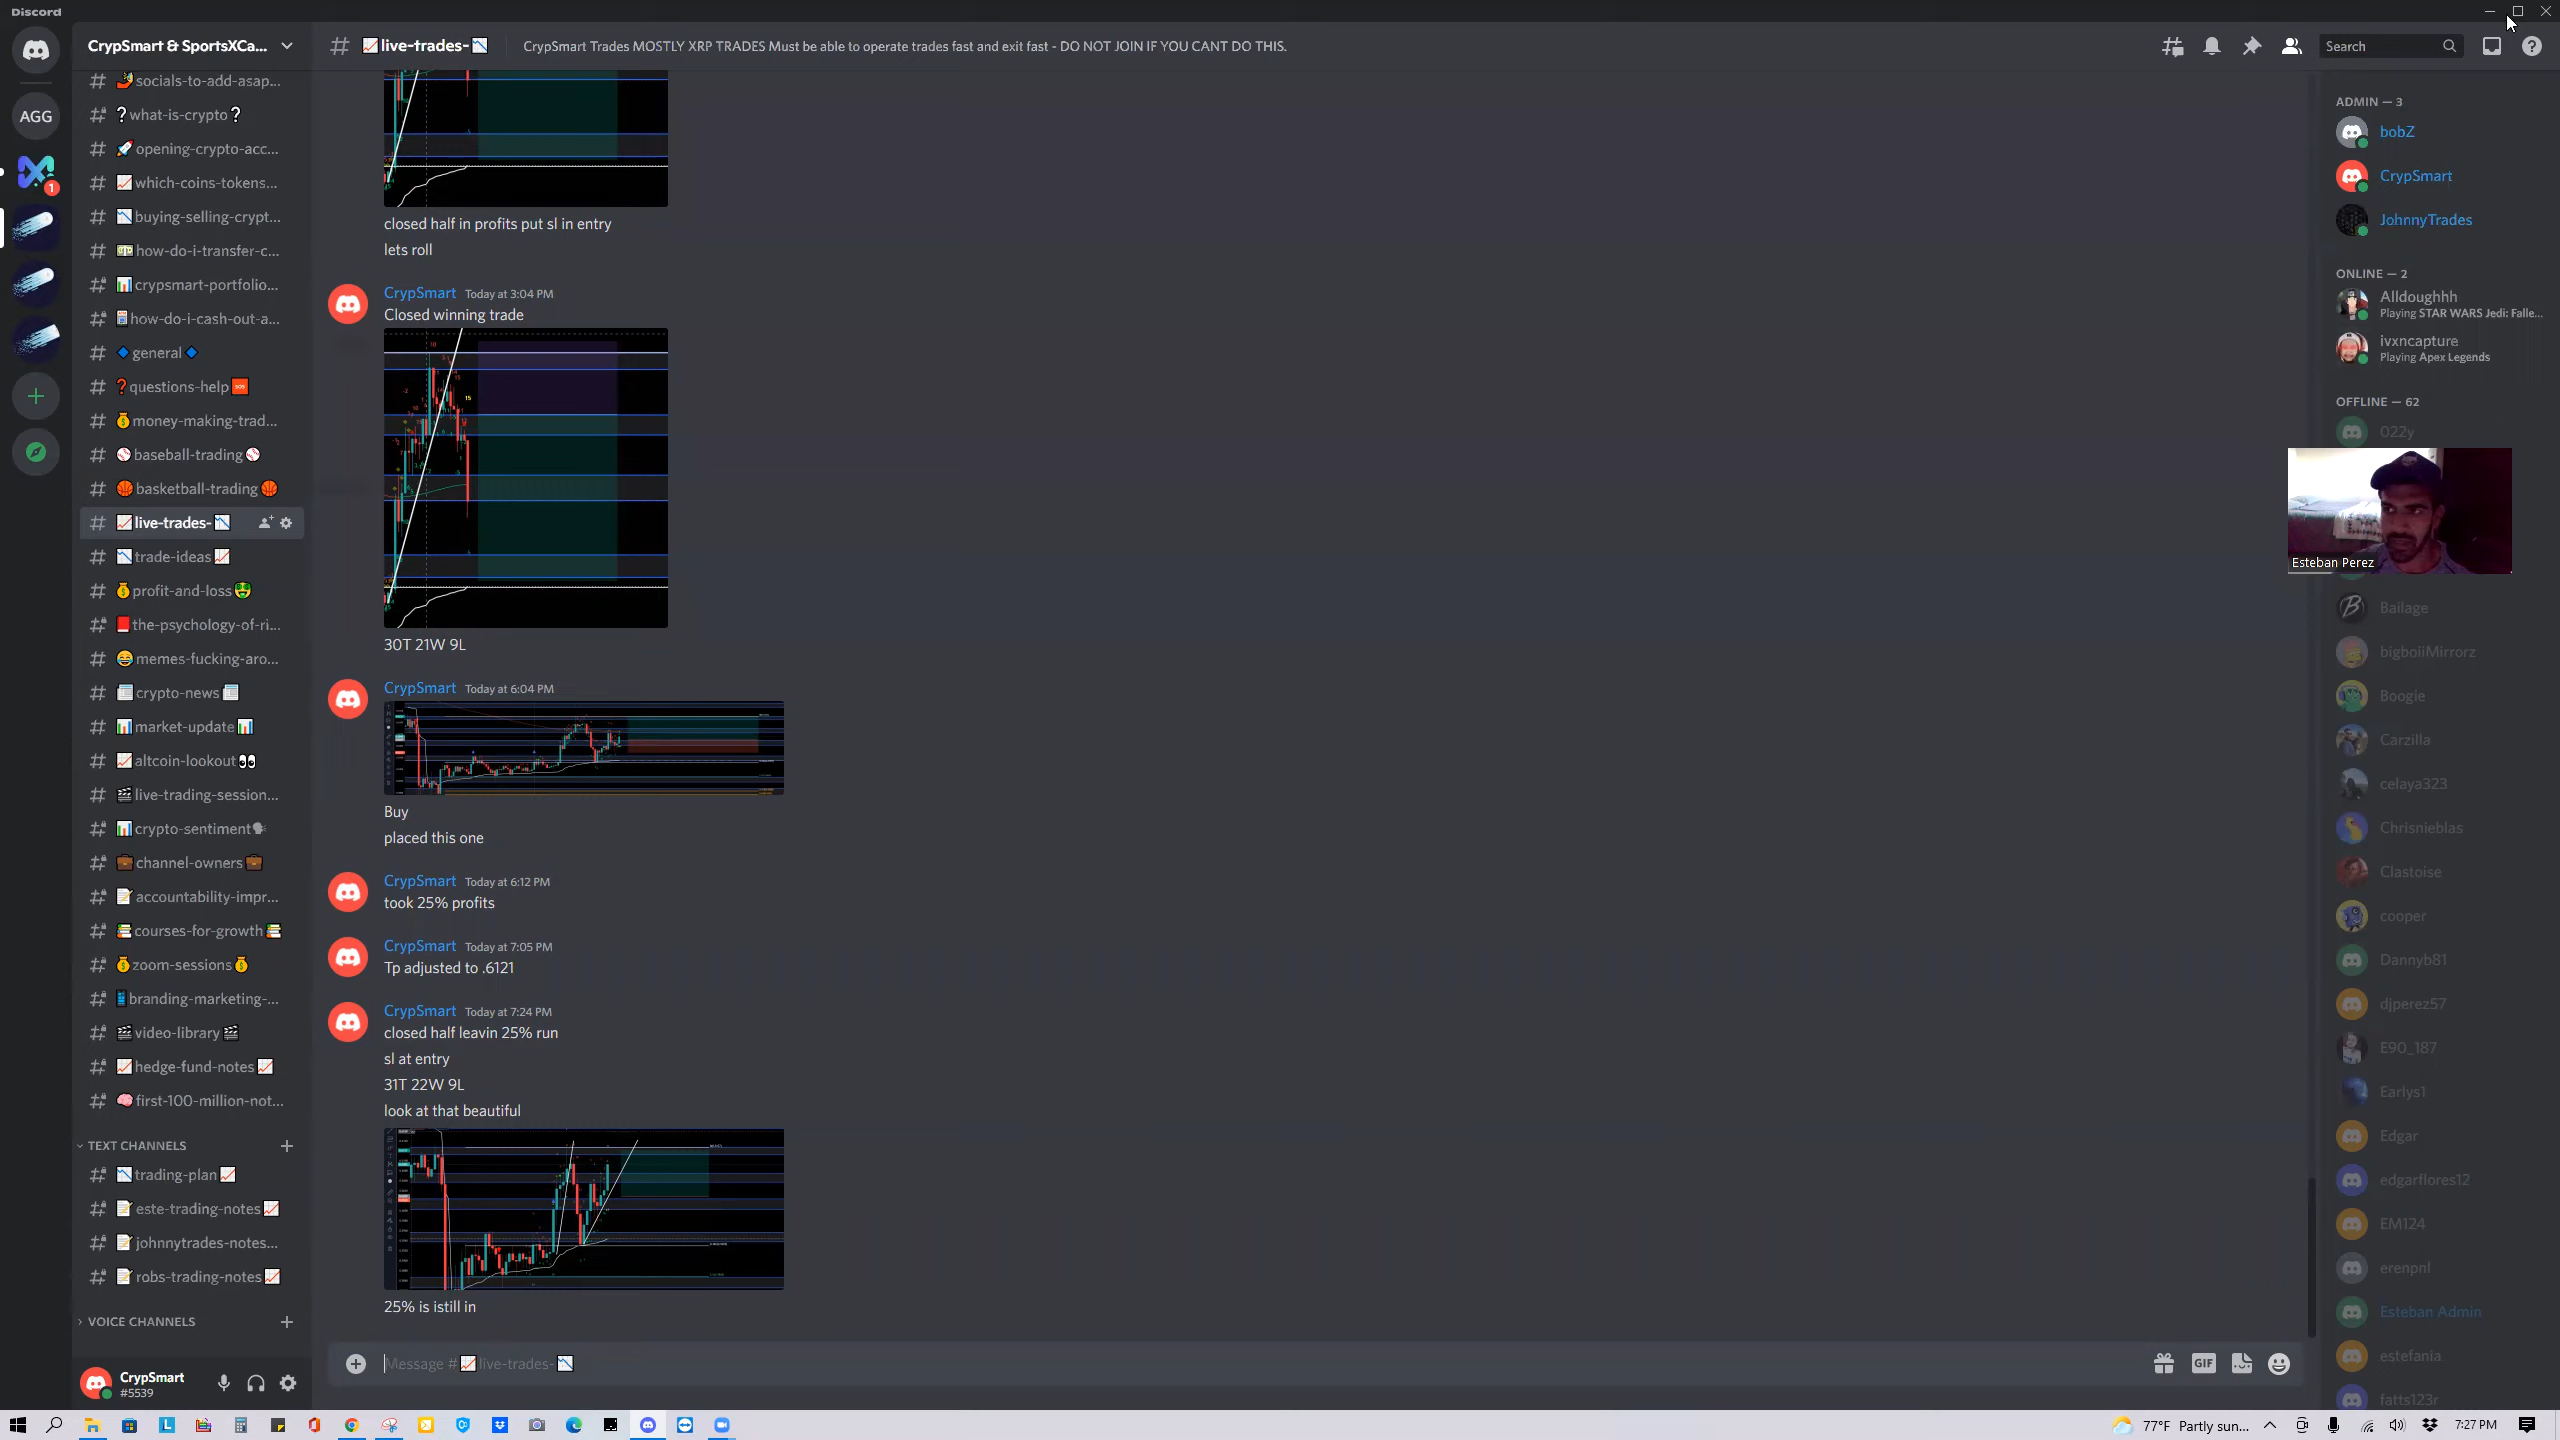 Discord
CrypSmart & SportsXCa...
live-trades-
CrypSmart Trades MOSTLY XRP TRADES Must be able to operate trades fast and exit fast - DO NOT JOIN IF YOU CANT DO THIS.
Search
AGG
1
socials-to-add-asap...
what-is-crypto
opening-crypto-acc...
which-coins-tokens...
buying-selling-crypt...
how-do-i-transfer-c...
crypsmart-portfolio...
how-do-i-cash-out-a...
general
questions-help
money-making-trad...
baseball-trading
basketball-trading
live-trades-
trade-ideas
profit-and-loss
the-psychology-of-ri...
memes-fucking-aro...
crypto-news
market-update
altcoin-lookout
live-trading-session...
crypto-sentiment
channel-owners
accountability-impr...
courses-for-growth
zoom-sessions
branding-marketing-...
video-library
hedge-fund-notes
first-100-million-not...
TEXT CHANNELS
trading-plan
este-trading-notes
johnnytrades-notes...
robs-trading-notes
VOICE CHANNELS
CrypSmart
#5539
closed half in profits put sl in entry
lets roll
CrypSmart Today at 3:04 PM
Closed winning trade
30T 21W 9L
CrypSmart Today at 6:04 PM
Buy
placed this one
CrypSmart Today at 6:12 PM
took 25% profits
CrypSmart Today at 7:05 PM
Tp adjusted to .6121
CrypSmart Today at 7:24 PM
closed half leavin 25% run
sl at entry
31T 22W 9L
look at that beautiful
25% is istill in
Message # live-trades-
GIF
ADMIN — 3
bobZ
CrypSmart
JohnnyTrades
ONLINE — 2
Alldoughhh
Playing STAR WARS Jedi: Falle...
ivxncapture
Playing Apex Legends
OFFLINE — 62
022y
Esteban Perez
Bailage
bigboiiMirrorz
Boogie
Carzilla
celaya323
Chrisnieblas
Clastoise
cooper
Dannyb81
djperez57
E90_187
Earlys1
Edgar
edgarflores12
EM124
erenpnl
Esteban Admin
estefania
fatts123r
77°F Partly sun...
7:27 PM